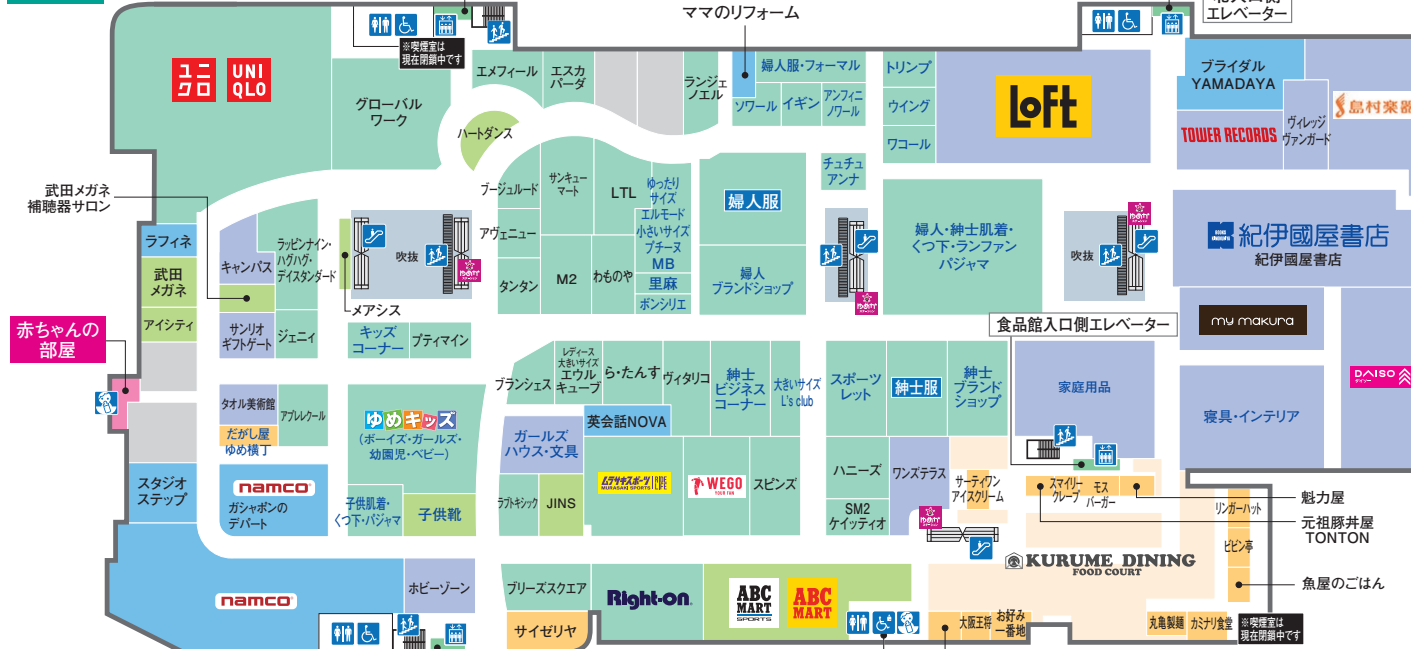 ママのリフォーム
エレベーター
※喫煙室は
現在閉鎖中です
ユニ
クロ
UNI
QLO
グローバル
ワーク
エメフィール
エスカ
パーダ
ランジェ
ノエル
婦人服・フォーマル
ソワール
イギン
アンフィニ
ノワール
トリンプ
ウイング
ワコール
LOFT
ブライダル
YAMADAYA
TOWER RECORDS
ヴィレッジ
ヴァンガード
島村楽器
ハートダンス
武田メガネ
補聴器サロン
ブージュルード
サンキュー
マート
LTL
ゆったり
サイズ
エルモード
小さいサイズ
プチーヌ
MB
里麻
ボンシリエ
婦人服
チュチュ
アンナ
婦人・紳士肌着・
くつ下・ランファン
パジャマ
紀伊國屋書店
紀伊國屋書店
ラフィネ
武田
メガネ
アイシティ
キャンパス
ラッピンナイン・
ハグハグ・
デイスタンダード
吹抜
ゆめか
アヴェニュー
タンタン
M2
わものや
婦人
ブランドショップ
ゆめか
吹抜
ゆめか
メアシス
サンリオ
ギフトゲート
ジェニィ
キッズ
コーナー
プティマイン
食品館入口側エレベーター
my makura
赤ちゃんの
部屋
ブランシェス
レディース
大きいサイズ
エウル
キューブ
ら・たんす
ヴィタリコ
紳士
ビジネス
コーナー
大きいサイズ
L's club
スポーツ
レット
紳士服
紳士
ブランド
ショップ
家庭用品
寝具・インテリア
DAISO
ダイソー
タオル美術館
アプレクール
だがし屋
ゆめ横丁
ゆめキッズ
(ボーイズ・ガールズ・
幼園児・ベビー)
ガールズ
ハウス・文具
英会話NOVA
スタジオ
ステップ
namco
ガシャポンの
デパート
子供肌着・
くつ下・パジャマ
子供靴
ラブトキシック
JINS
ムラサキスポーツ
MURASAKI SPORTS
WEGO
スピンズ
ハニーズ
SM2
ケイッティオ
ワンズテラス
サーティワン
アイスクリーム
スマイリー
クレープ
モス
バーガー
魁力屋
元祖豚丼屋
TONTON
リンガーハット
ビビン亭
魚屋のごはん
ゆめか
KURUME DINING
FOOD COURT
namco
ホビーゾーン
ブリーズスクエア
サイゼリヤ
Right-on
ABC
MART
SPORTS
ABC
MART
大阪王将
お好み
一番地
丸亀製麺
カミナリ食堂
※喫煙室は
現在閉鎖中です